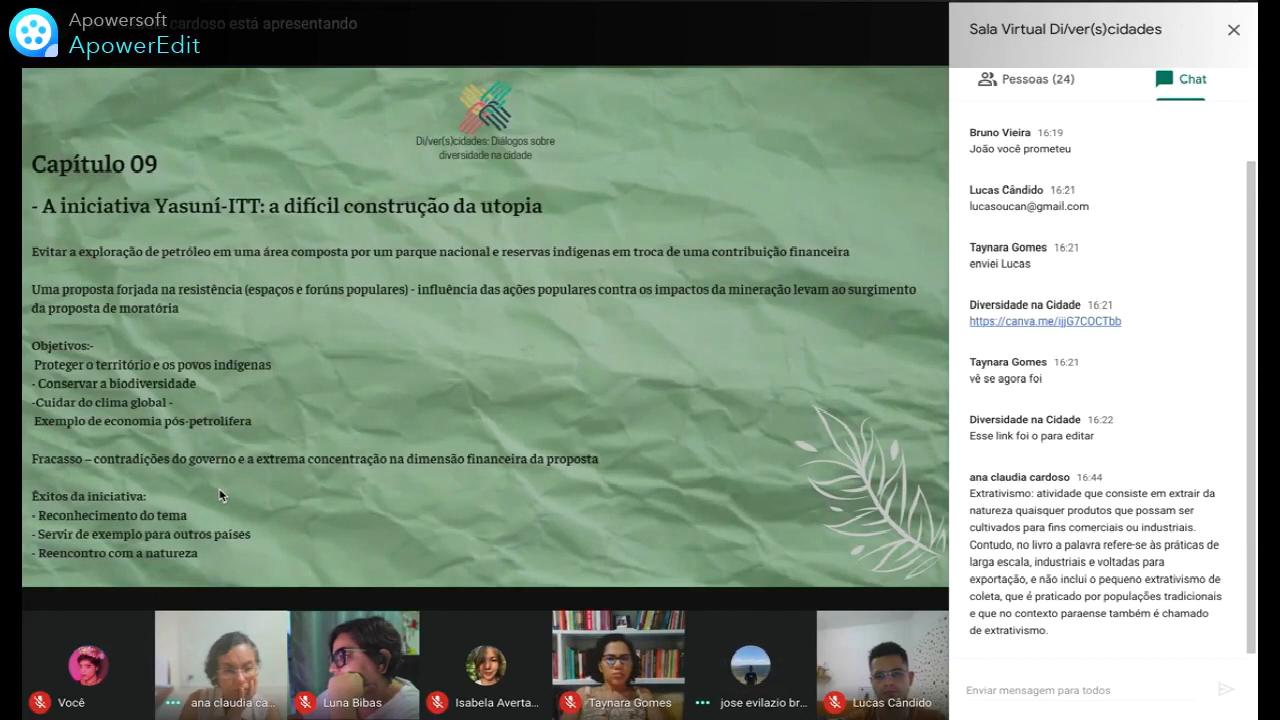 Apowersoft
ApowerEdit
cardoso está apresentando
Di/ver(s)cidades: Diálogos sobre
diversidade na cidade
Capítulo 09
- A iniciativa Yasuní-ITT: a difícil construção da utopia
Evitar a exploração de petróleo em uma área composta por um parque nacional e reservas indígenas em troca de uma contribuição financeira
Uma proposta forjada na resistência (espaços e forúns populares) - influência das ações populares contra os impactos da mineração levam ao surgimento
da proposta de moratória
Objetivos:-
Proteger o território e os povos indígenas
- Conservar a biodiversidade
-Cuidar do clima global -
Exemplo de economia pós-petrolífera
Fracasso – contradições do governo e a extrema concentração na dimensão financeira da proposta
Êxitos da iniciativa:
- Reconhecimento do tema
- Servir de exemplo para outros países
- Reencontro com a natureza
Você
ana claudia ca...
Luna Bibas
Isabela Averta...
Taynara Gomes
jose evilazio br...
Lucas Cândido
Sala Virtual Di/ver(s)cidades
Pessoas (24)
Chat
Bruno Vieira 16:19
João você prometeu
Lucas Cândido 16:21
lucasoucan@gmail.com
Taynara Gomes 16:21
enviei Lucas
Diversidade na Cidade 16:21
https://canva.me/ijjG7COCTbb
Taynara Gomes 16:21
vê se agora foi
Diversidade na Cidade 16:22
Esse link foi o para editar
ana claudia cardoso 16:44
Extrativismo: atividade que consiste em extrair da
natureza quaisquer produtos que possam ser
cultivados para fins comerciais ou industriais.
Contudo, no livro a palavra refere-se às práticas de
larga escala, industriais e voltadas para
exportação, e não inclui o pequeno extrativismo de
coleta, que é praticado por populações tradicionais
e que no contexto paraense também é chamado
de extrativismo.
Enviar mensagem para todos